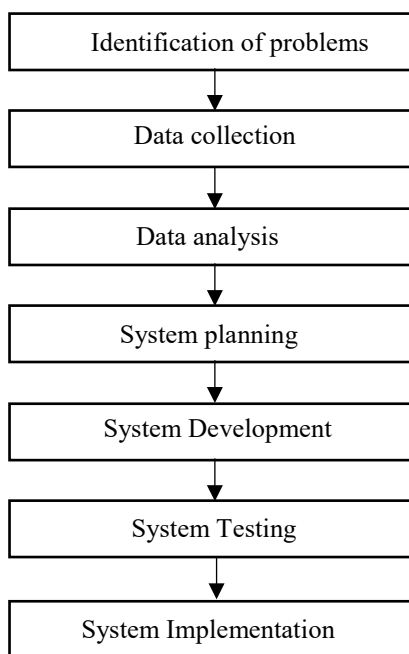 Identification of problems
Data collection
Data analysis
System planning
System Development
System Testing
System Implementation